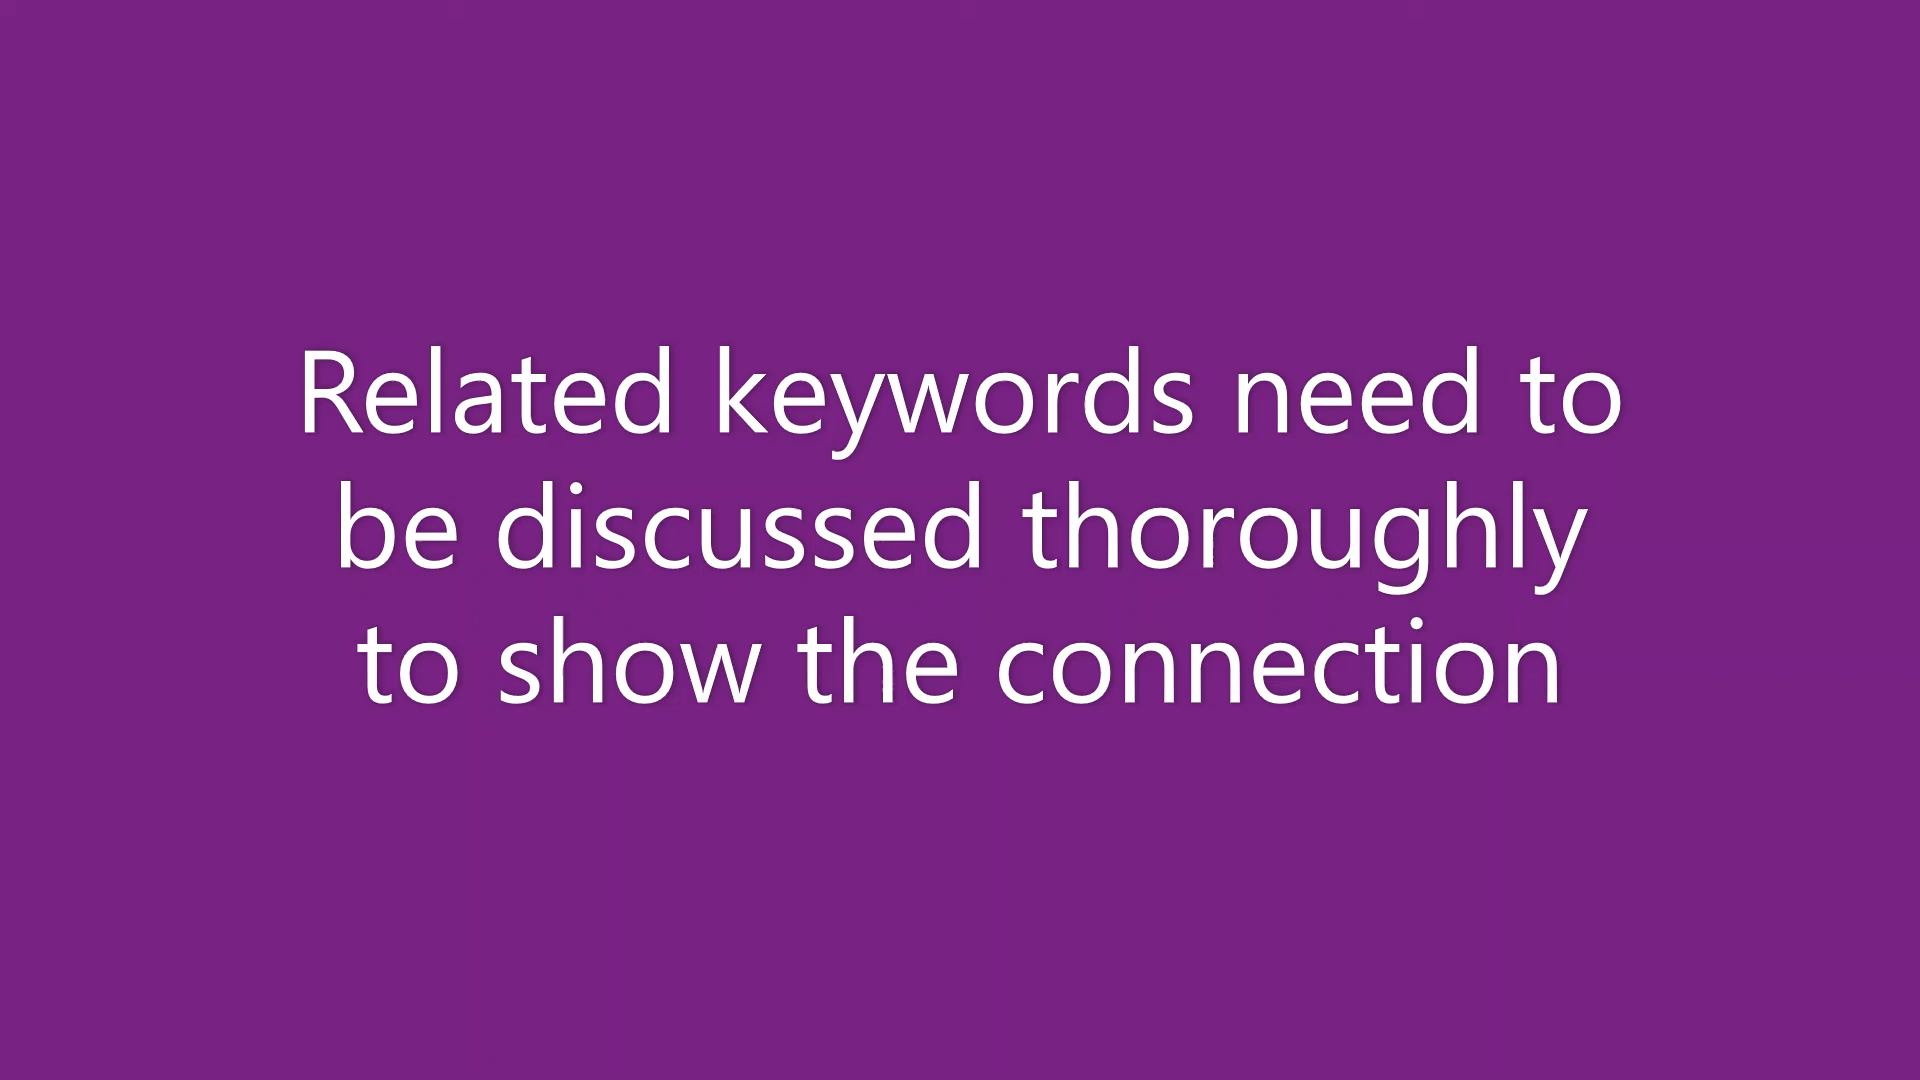 Related keywords need to
be discussed thoroughly
to show the connection